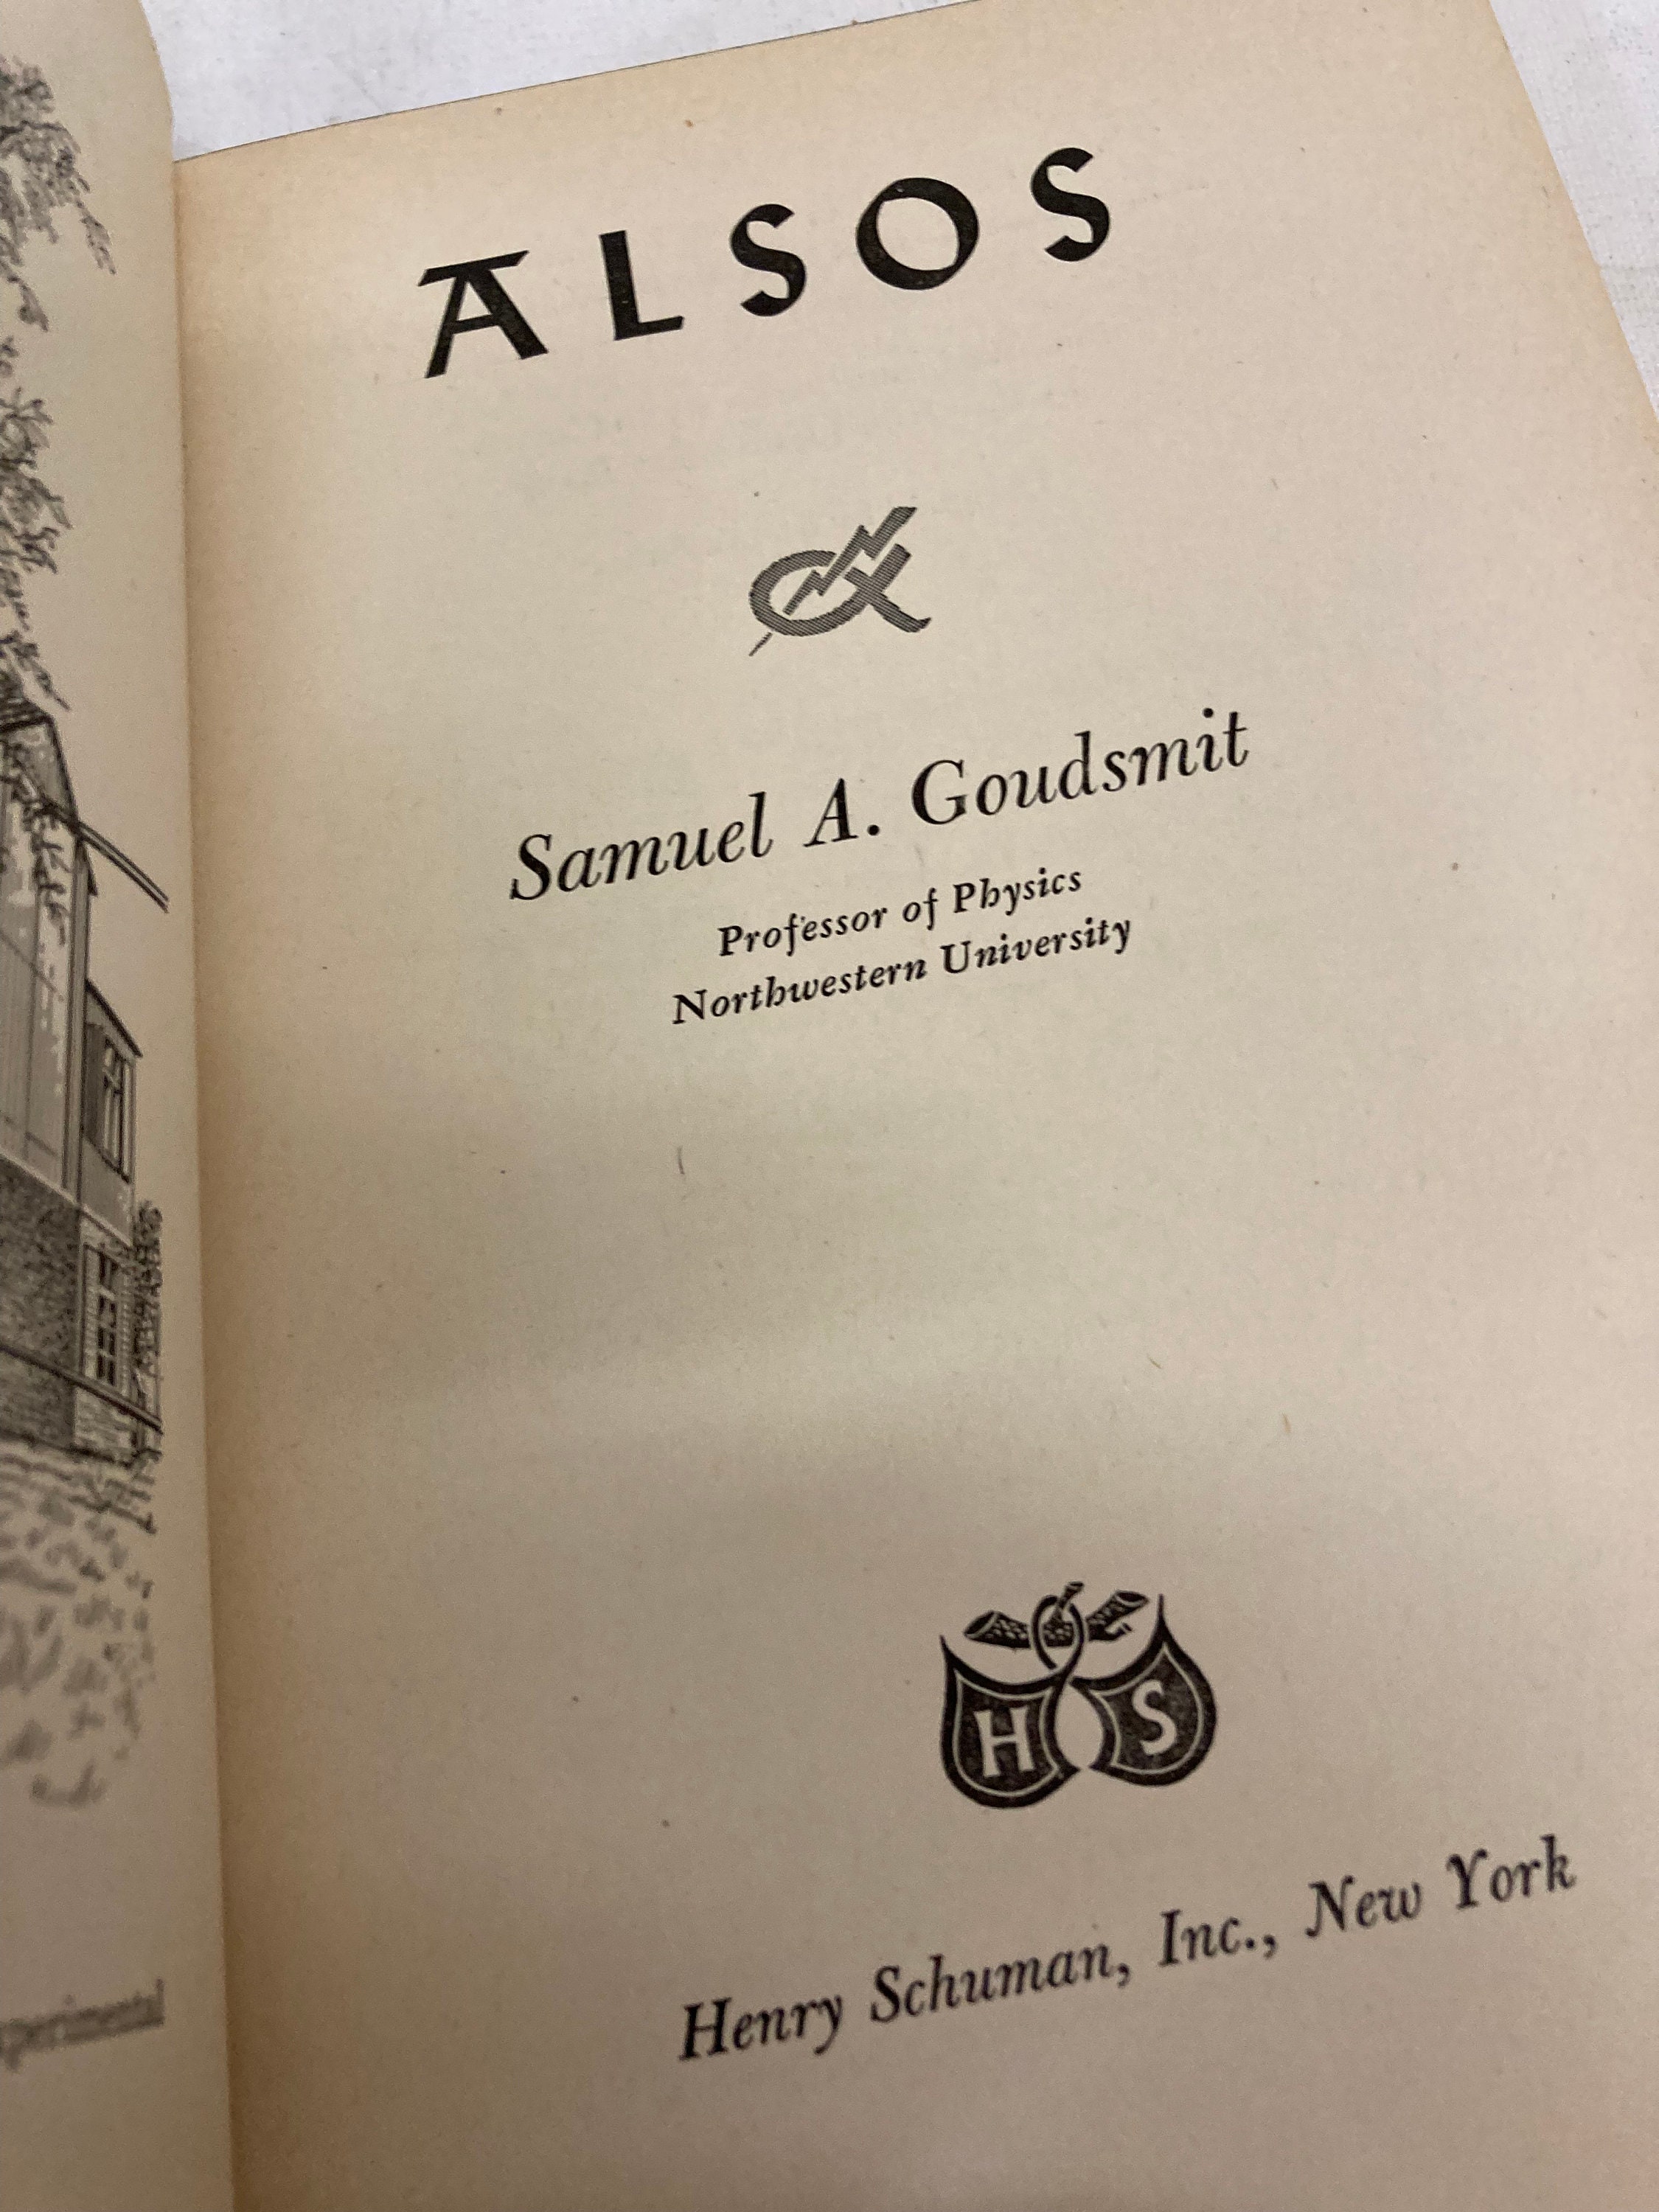 ALSOS
Samuel A. Goudsmit
Professor of Physics
Northwestern University
H S
Henry Schuman, Inc., New York